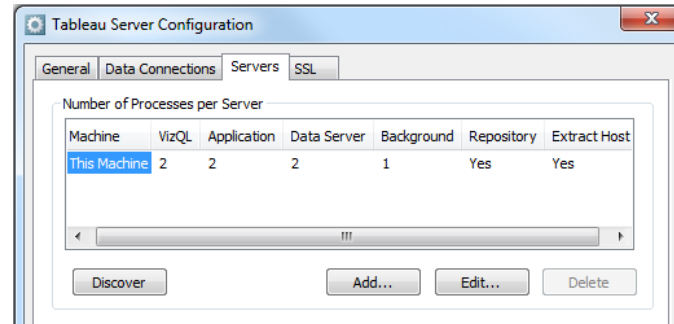 Tableau Server Configuration
General Data Connections Servers SSL
Number of Processes per Server
Machine VizQL Application Data Server Background Repository Extract Host
This Machine 2 2 2 1 Yes Yes
Discover Add... Edit... Delete